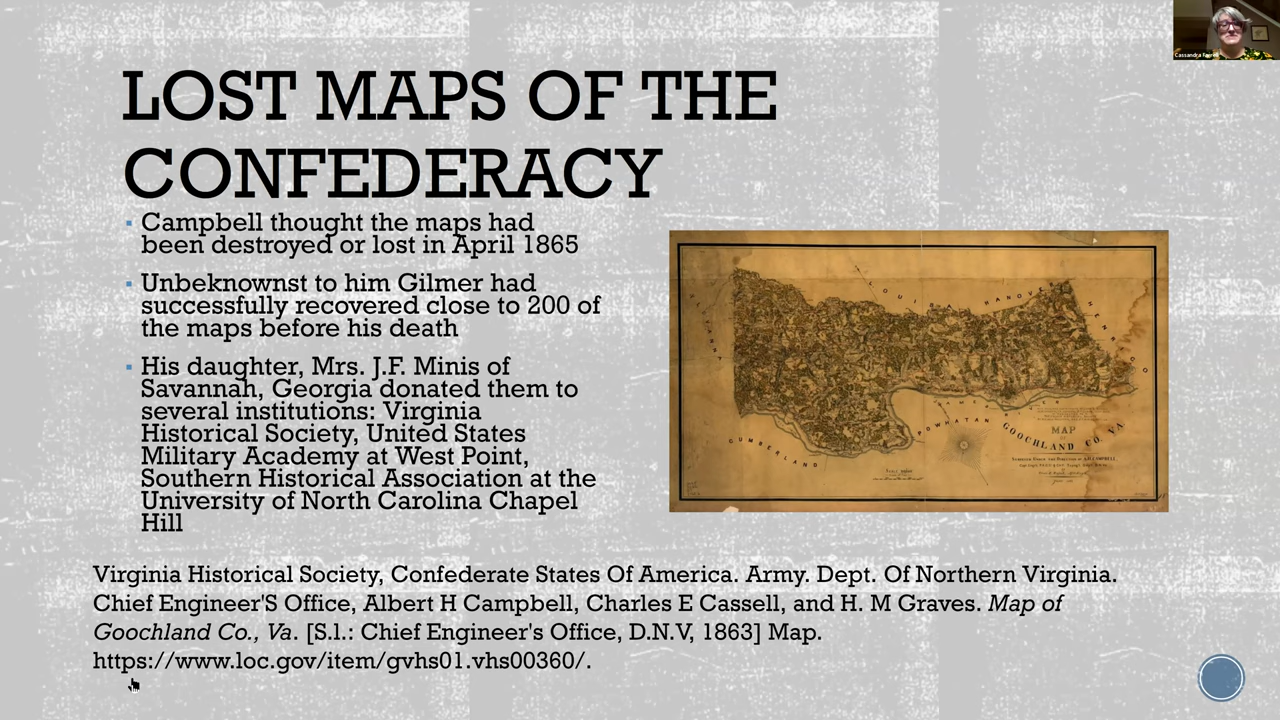 LOST MAPS OF THE
CONFEDERACY
Campbell thought the maps had
been destroyed or lost in April 1865
Unbeknownst to him Gilmer had
successfully recovered close to 200 of
the maps before his death
His daughter, Mrs. J.F. Minis of
Savannah, Georgia donated them to
several institutions: Virginia
Historical Society, United States
Military Academy at West Point,
Southern Historical Association at the
University of North Carolina Chapel
Hill
LOUISA
HANOVER
HENRICO
POWHATAN
CUMBERLAND
MAP
GOOCHLAND CO. VA.
Virginia Historical Society, Confederate States Of America. Army. Dept. Of Northern Virginia.
Chief Engineer'S Office, Albert H Campbell, Charles E Cassell, and H. M Graves. Map of
Goochland Co., Va. [S.l.: Chief Engineer's Office, D.N.V, 1863] Map.
https://www.loc.gov/item/gvhs01.vhs00360/.
Cassandra